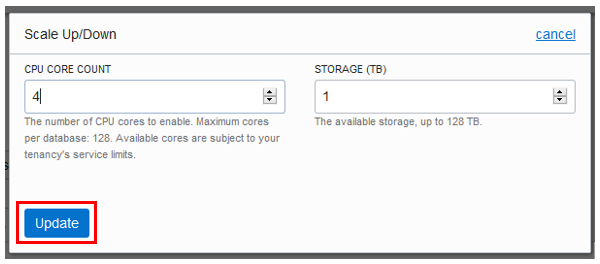 Scale Up/Down
cancel
CPU CORE COUNT
4
The number of CPU cores to enable. Maximum cores
per database: 128. Available cores are subject to your
tenancy's service limits.
STORAGE (TB)
1
The available storage, up to 128 TB.
Update